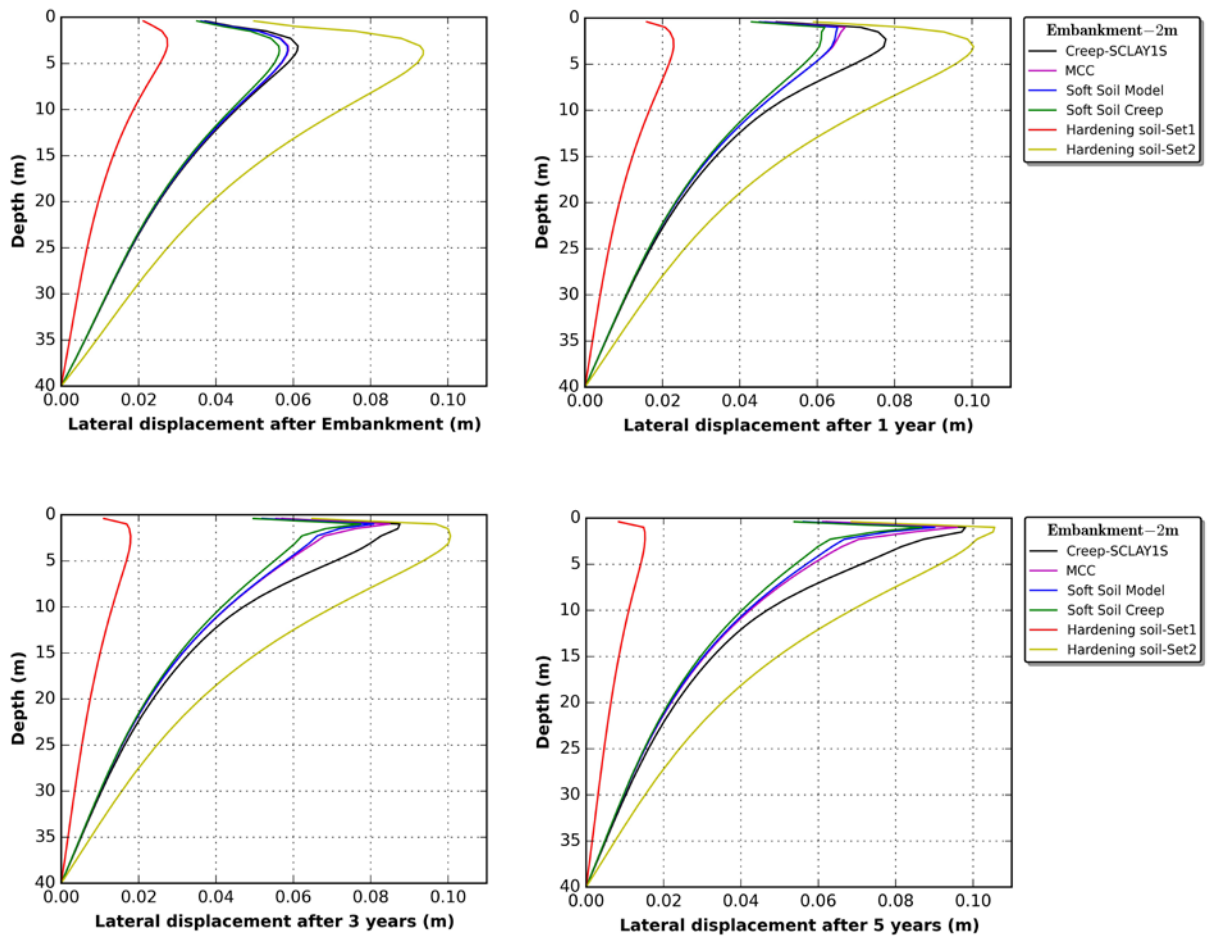 0
5
10
15
20
25
30
35
40
Depth (m)
0.00 0.02 0.04 0.06 0.08 0.10
Lateral displacement after Embankment (m)
0
5
10
15
20
25
30
35
40
Depth (m)
0.00 0.02 0.04 0.06 0.08 0.10
Lateral displacement after 1 year (m)
Embankment−2m
Creep-SCLAY1S
MCC
Soft Soil Model
Soft Soil Creep
Hardening soil-Set1
Hardening soil-Set2
0
5
10
15
20
25
30
35
40
Depth (m)
0.00 0.02 0.04 0.06 0.08 0.10
Lateral displacement after 3 years (m)
0
5
10
15
20
25
30
35
40
Depth (m)
0.00 0.02 0.04 0.06 0.08 0.10
Lateral displacement after 5 years (m)
Embankment−2m
Creep-SCLAY1S
MCC
Soft Soil Model
Soft Soil Creep
Hardening soil-Set1
Hardening soil-Set2